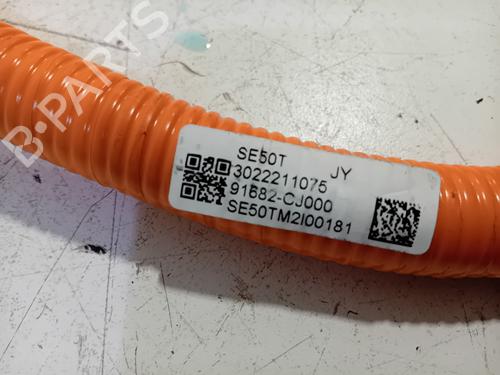 B-PARTS
SE50T JY
3022211075
91682-CJ000
SE50TM2I00181